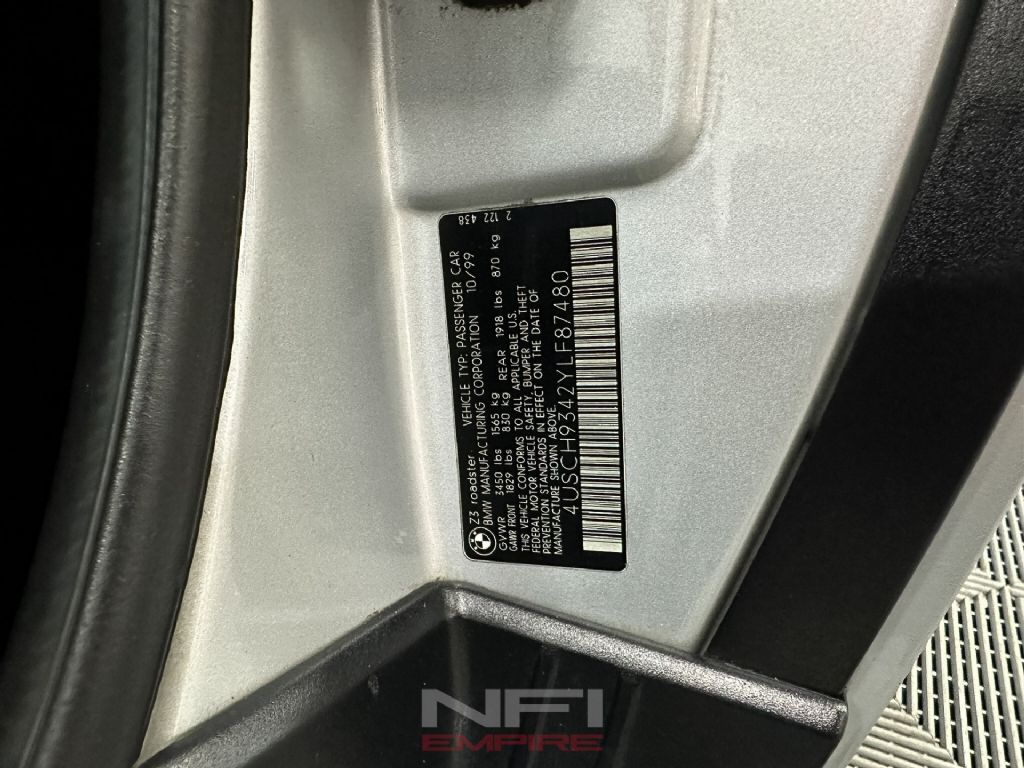 Z3 roadster VEHICLE TYP: PASSENGER CAR 2 122 438
BMW MANUFACTURING CORPORATION 10/99
GVWR 3450 lbs 1565 kg
GAWR FRONT 1829 lbs 830 kg REAR 1918 lbs 870 kg
THIS VEHICLE CONFORMS TO ALL APPLICABLE U.S.
FEDERAL MOTOR VEHICLE SAFETY, BUMPER AND THEFT
PREVENTION STANDARDS IN EFFECT ON THE DATE OF
MANUFACTURE SHOWN ABOVE.
4USCH9342YLF87480
NFI
EMPIRE